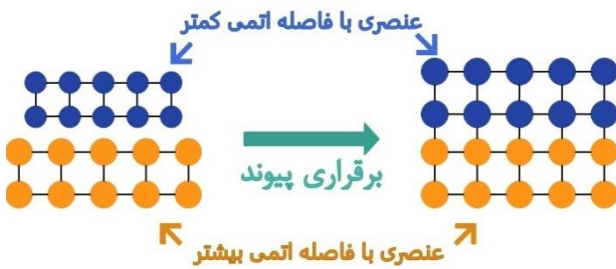 عنصری با فاصله اتمی کمتر
برقراری پیوند
عنصری با فاصله اتمی بیشتر